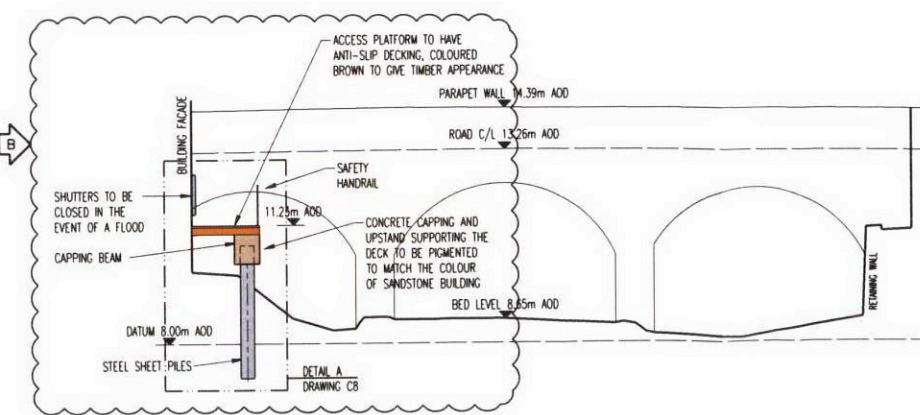 ACCESS PLATFORM TO HAVE
ANTI-SLIP DECKING, COLOURED
BROWN TO GIVE TIMBER APPEARANCE
PARAPET WALL 14.39m AOD
B
BUILDING FACADE
ROAD C/L 13.26m AOD
SAFETY
HANDRAIL
SHUTTERS TO BE
CLOSED IN THE
EVENT OF A FLOOD
11.23m AOD
CONCRETE CAPPING AND
UPSTAND SUPPORTING THE
DECK TO BE PIGMENTED
TO MATCH THE COLOUR
OF SANDSTONE BUILDING
CAPPING BEAM
RETAINING WALL
BED LEVEL 8.65m AOD
DATUM 8.00m AOD
STEEL SHEET PILES
DETAIL A
DRAWING C8